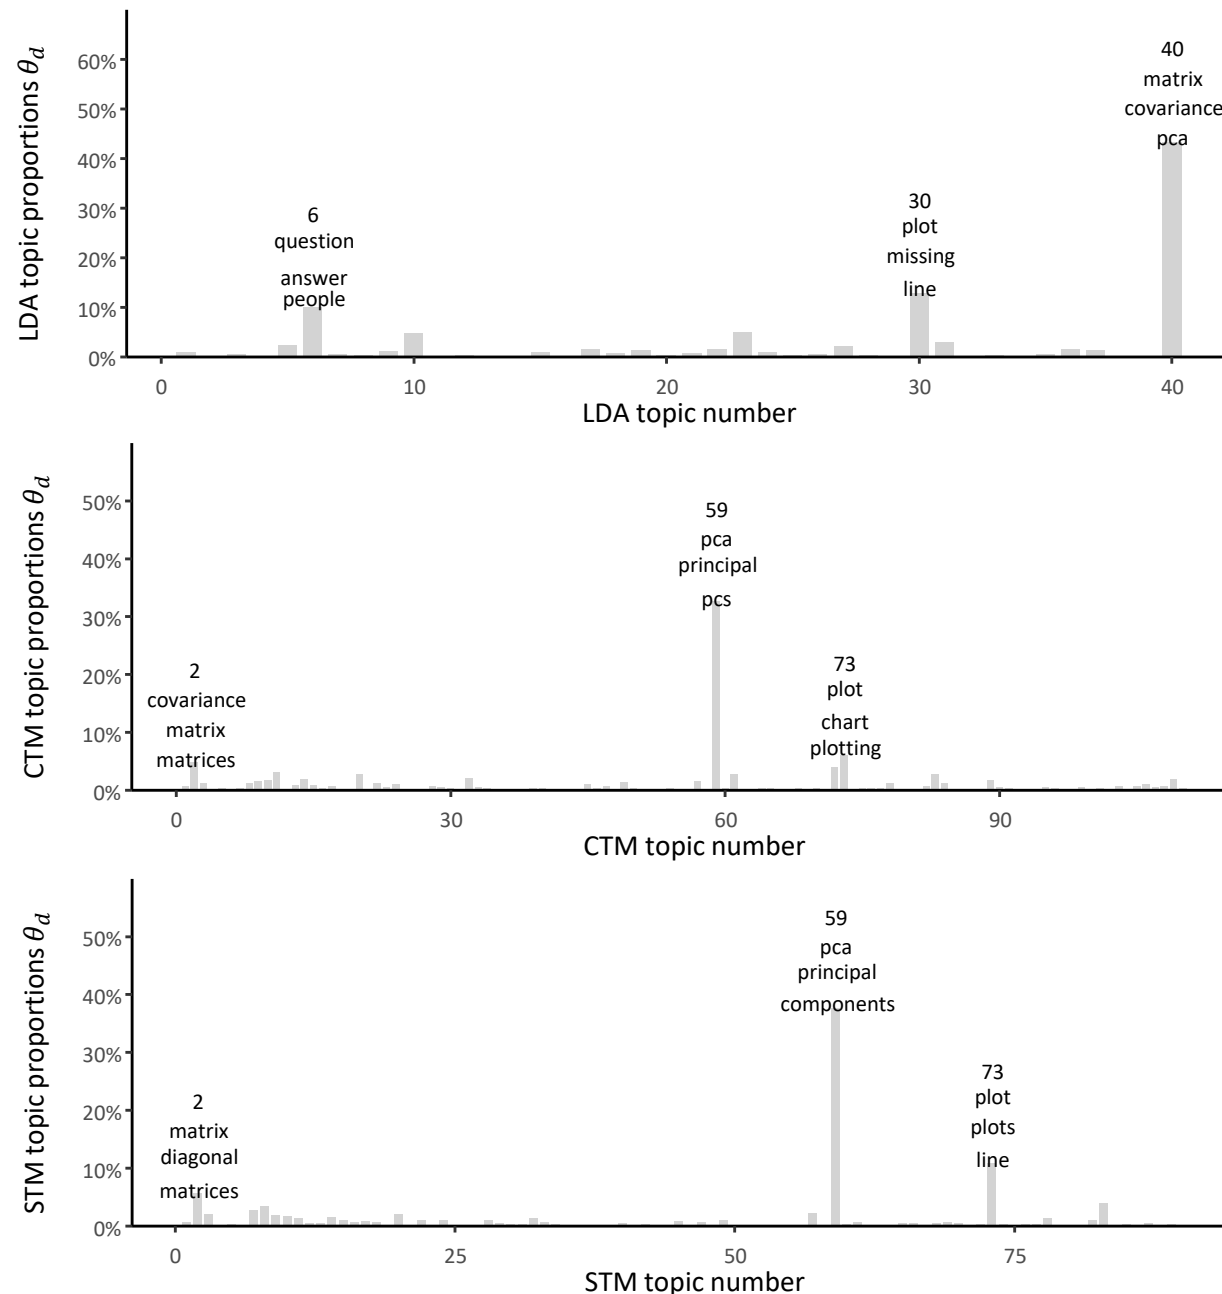 LDA topic proportions θd
60%
50%
40%
30%
20%
10%
0%
6
question
answer
people
30
plot
missing
line
40
matrix
covariance
pca
0
10
20
30
40
LDA topic number
CTM topic proportions θd
50%
40%
30%
20%
10%
0%
2
covariance
matrix
matrices
59
pca
principal
pcs
73
plot
chart
plotting
0
30
60
90
CTM topic number
STM topic proportions θd
50%
40%
30%
20%
10%
0%
2
matrix
diagonal
matrices
59
pca
principal
components
73
plot
plots
line
0
25
50
75
STM topic number